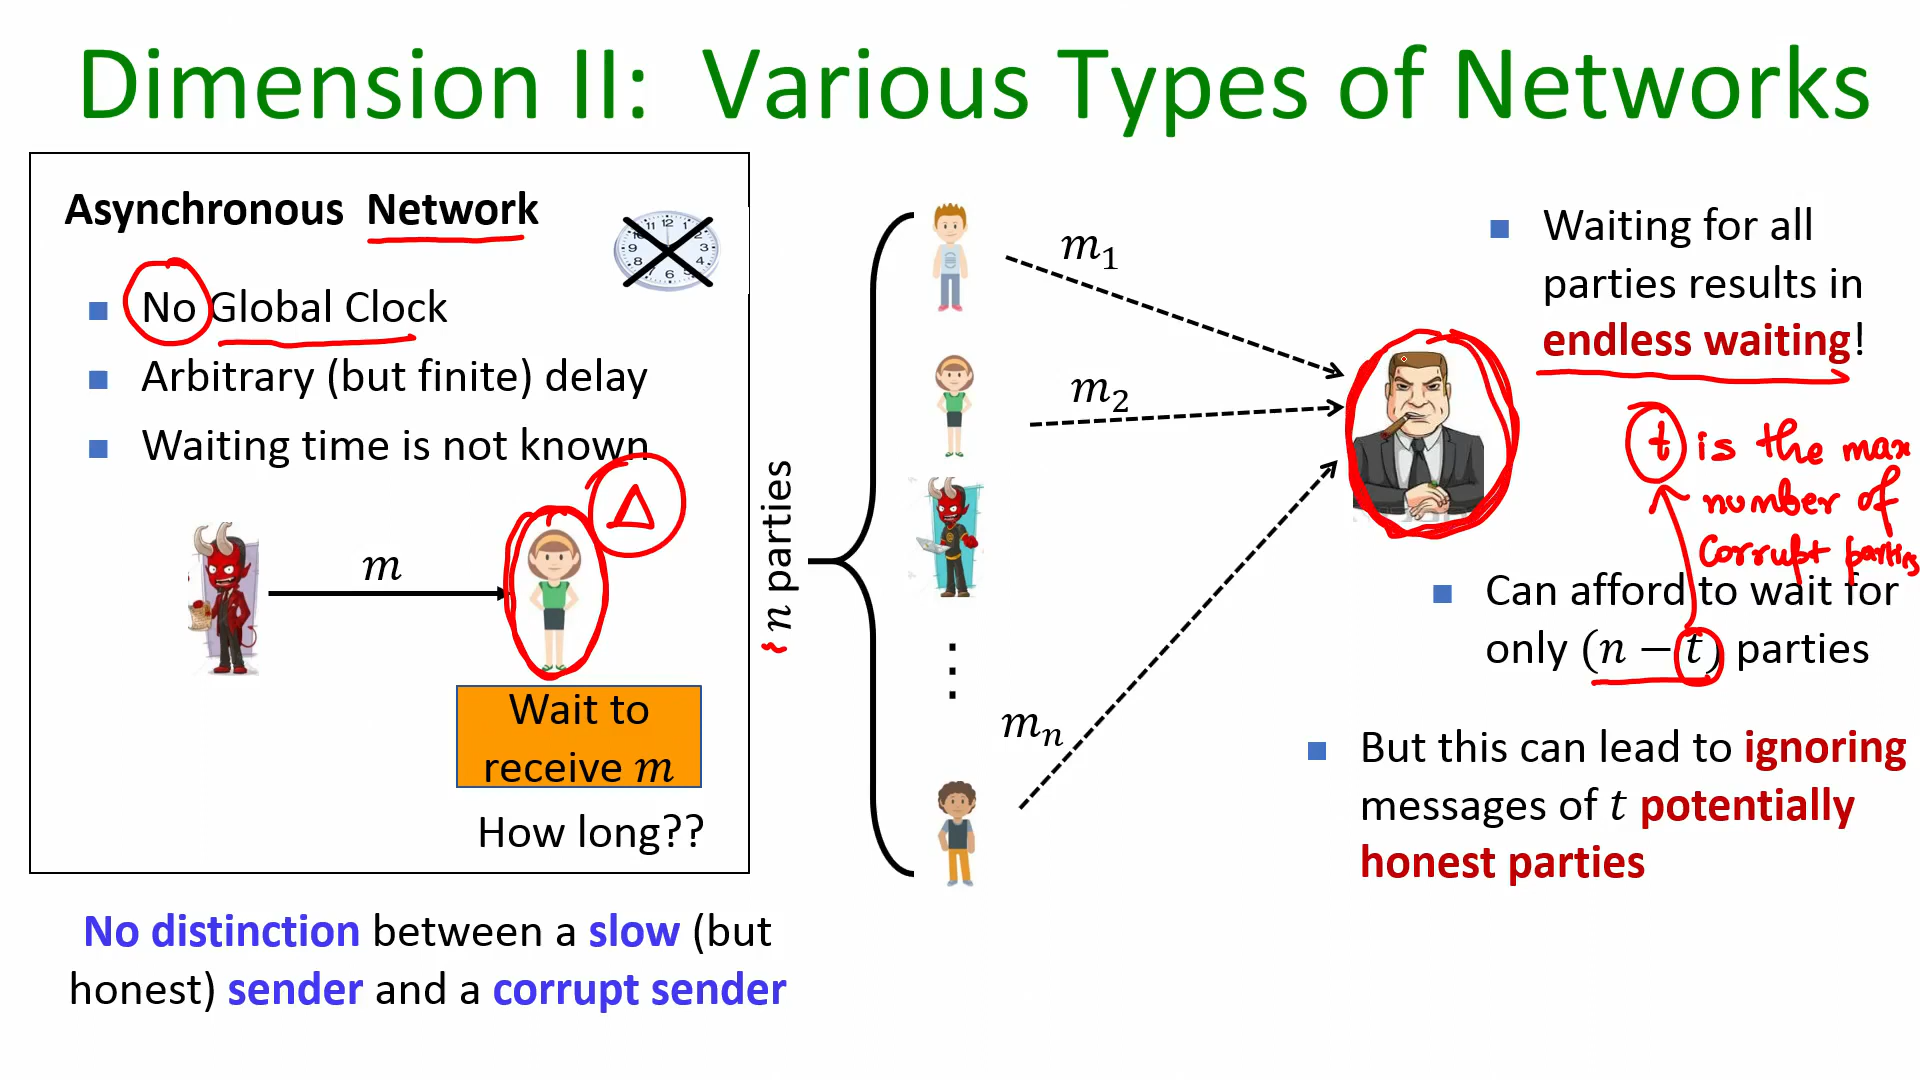 Dimension II: Various Types of Networks
Asynchronous Network
No Global Clock
Arbitrary (but finite) delay
Waiting time is not known
Δ
m
Wait to
receive m
How long??
No distinction between a slow (but
honest) sender and a corrupt sender
n parties
m₁
m₂
mₙ
Waiting for all
parties results in
endless waiting!
t is the max
number of
corrupt parties
Can afford to wait for
only (n − t) parties
But this can lead to ignoring
messages of t potentially
honest parties